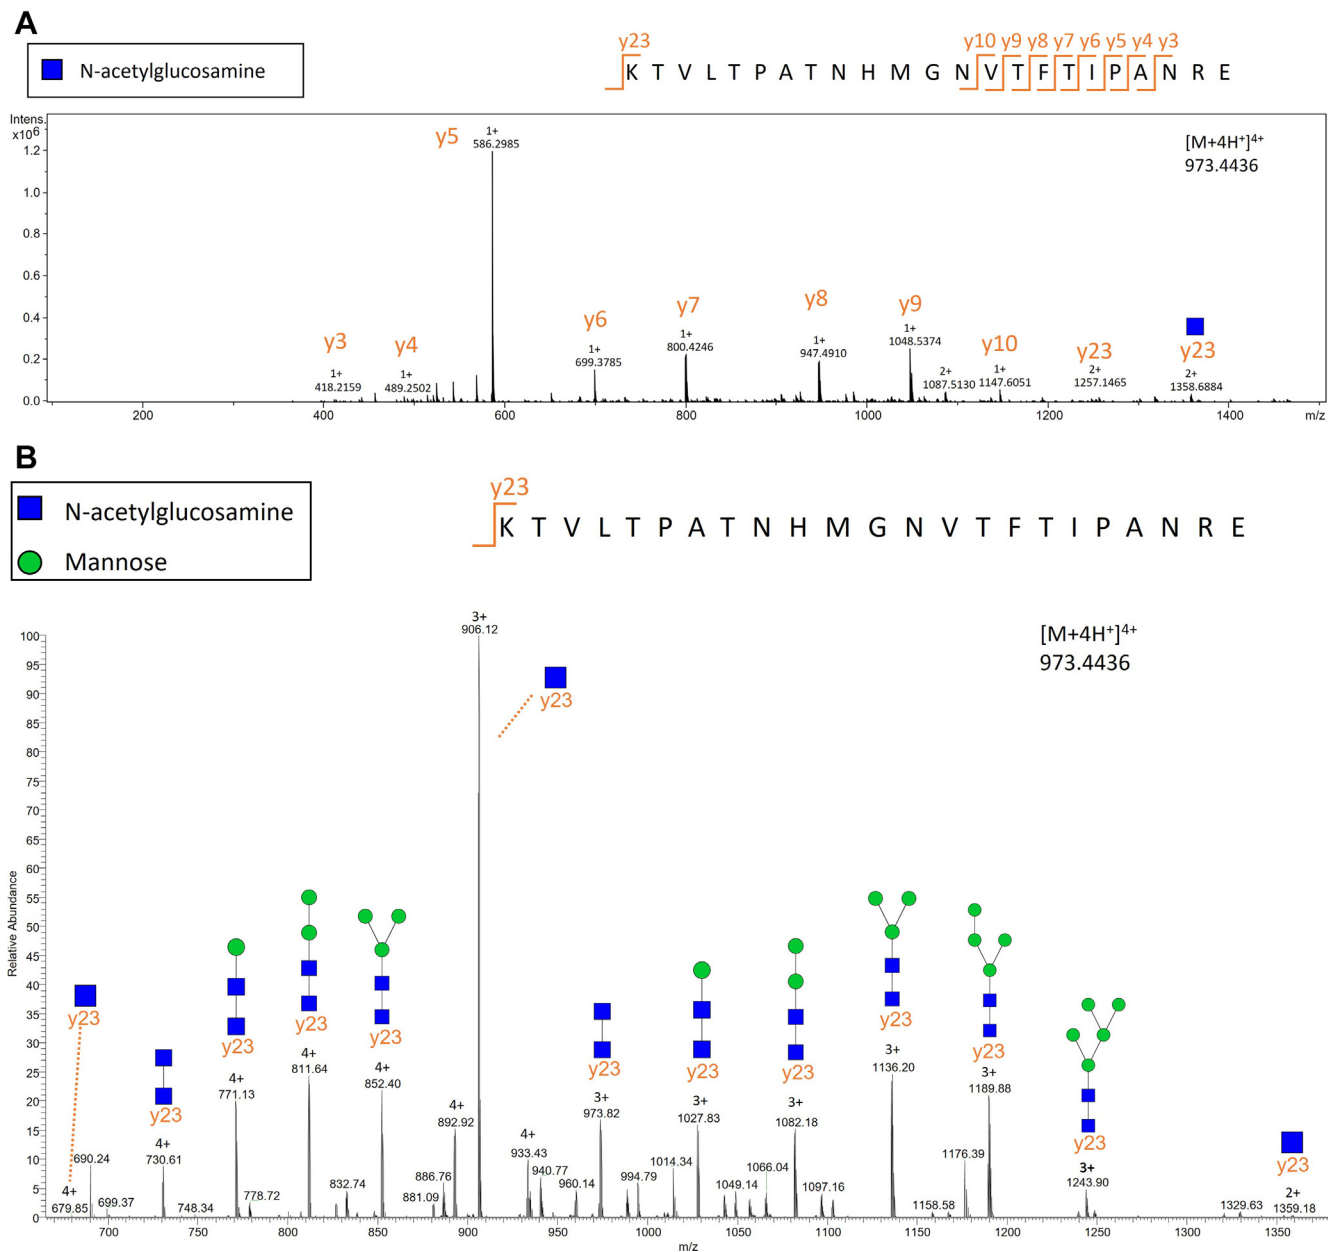 A
N-acetylglucosamine
y23 y10 y9 y8 y7 y6 y5 y4 y3
K T V L T P A T N H M G N V T F T I P A N R E
Intens.
x10⁶
[M+4H⁺]⁴⁺
973.4436
1.2
1.0
0.8
0.6
0.4
0.2
0.0
y3
1+
418.2159
y4
1+
489.2502
y5
1+
586.2985
y6
1+
699.3785
y7
1+
800.4246
y8
1+
947.4910
y9
1+
1048.5374
2+
1087.5130
y10
1+
1147.6051
y23
2+
1257.1465
y23
2+
1358.6884
200 400 600 800 1000 1200 1400 m/z
B
N-acetylglucosamine
Mannose
y23
K T V L T P A T N H M G N V T F T I P A N R E
[M+4H⁺]⁴⁺
973.4436
Relative Abundance
100
95
90
85
80
75
70
65
60
55
50
45
40
35
30
25
20
15
10
5
0
y23
4+
679.85
690.24
699.37
y23
4+
730.61
748.34
y23
4+
771.13
778.72
y23
4+
811.64
832.74
y23
4+
852.40
881.09
886.76
4+
892.92
3+
906.12
y23
4+
933.43
940.77
960.14
y23
3+
973.82
994.79
1014.34
y23
3+
1027.83
1049.14
1066.04
y23
3+
1082.18
1097.16
y23
3+
1136.20
1158.58
1176.39
y23
3+
1189.88
y23
3+
1243.90
1329.63
y23
2+
1359.18
700 750 800 850 900 950 1000 1050 1100 1150 1200 1250 1300 1350
m/z